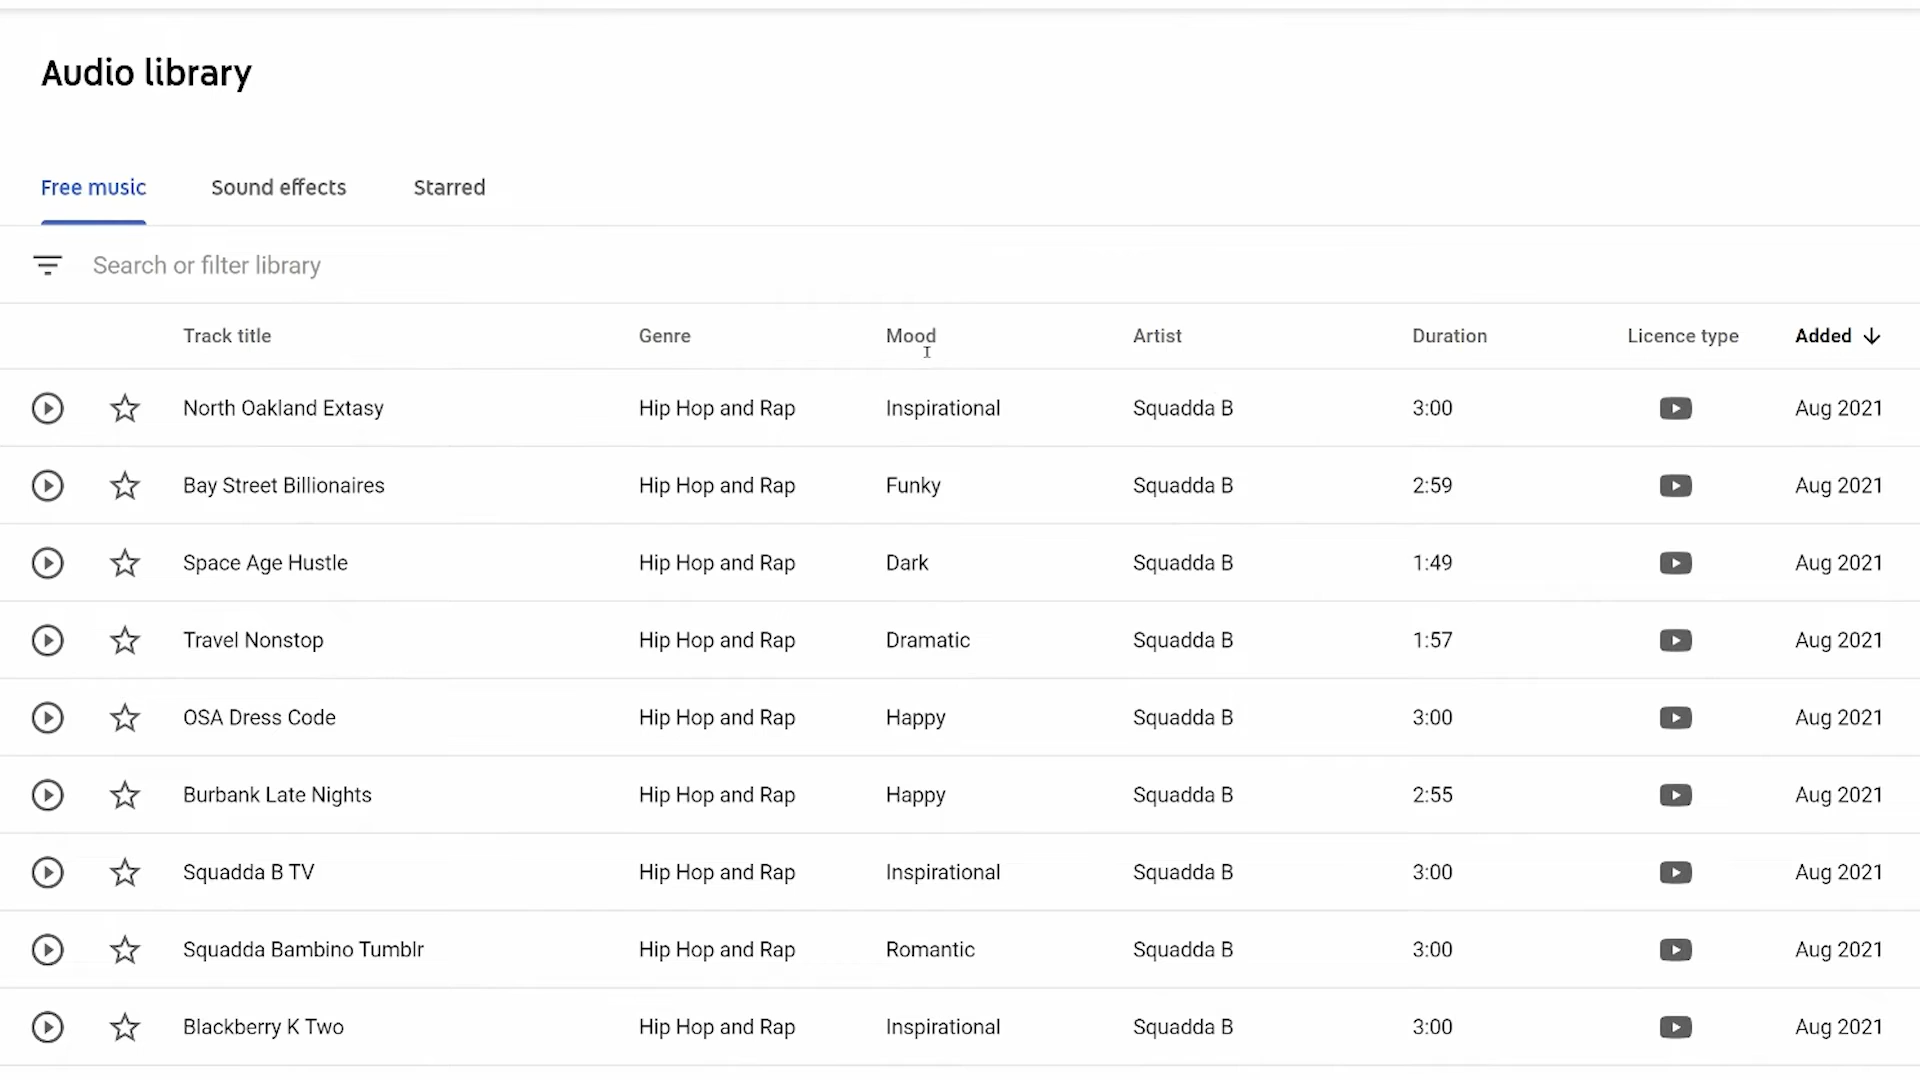 Audio library
Free music Sound effects Starred
Search or filter library
Track title Genre Mood Artist Duration Licence type Added
North Oakland Extasy Hip Hop and Rap Inspirational Squadda B 3:00 Aug 2021
Bay Street Billionaires Hip Hop and Rap Funky Squadda B 2:59 Aug 2021
Space Age Hustle Hip Hop and Rap Dark Squadda B 1:49 Aug 2021
Travel Nonstop Hip Hop and Rap Dramatic Squadda B 1:57 Aug 2021
OSA Dress Code Hip Hop and Rap Happy Squadda B 3:00 Aug 2021
Burbank Late Nights Hip Hop and Rap Happy Squadda B 2:55 Aug 2021
Squadda B TV Hip Hop and Rap Inspirational Squadda B 3:00 Aug 2021
Squadda Bambino Tumblr Hip Hop and Rap Romantic Squadda B 3:00 Aug 2021
Blackberry K Two Hip Hop and Rap Inspirational Squadda B 3:00 Aug 2021